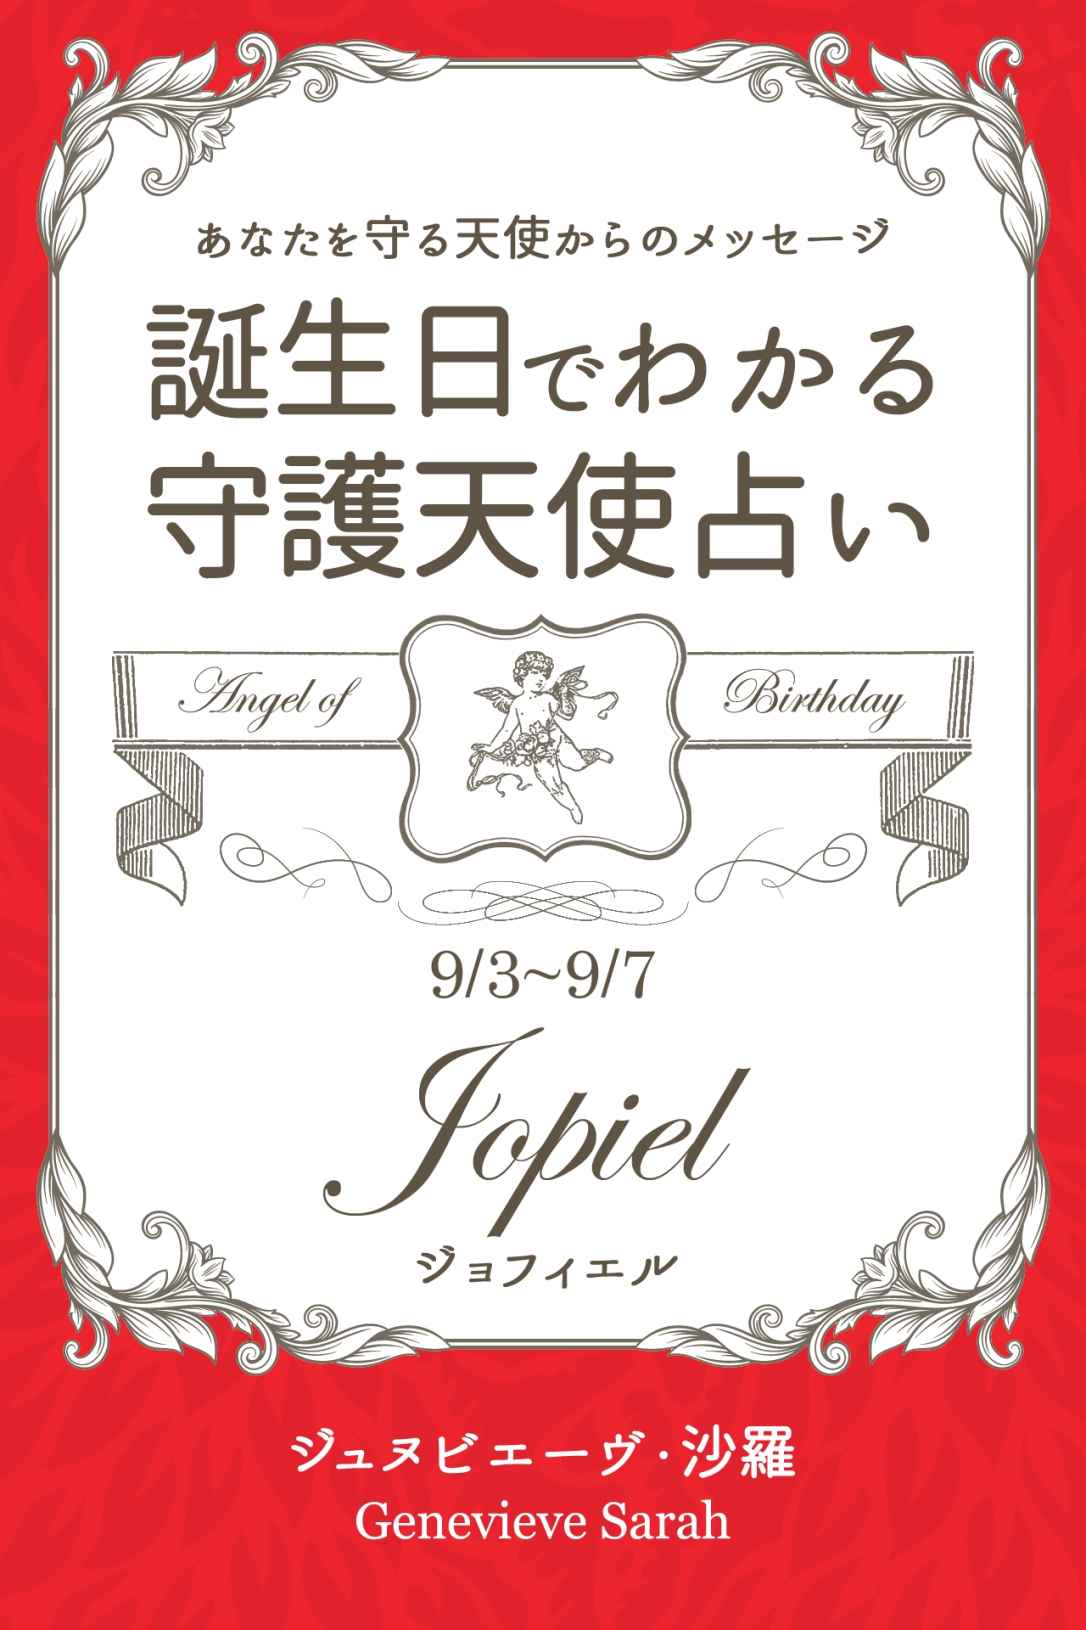 あなたを守る天使からのメッセージ
誕生日でわかる
守護天使占い
Angel of Birthday
9/3~9/7
Jopiel
ジョフィエル
ジュヌビエーヴ・沙羅
Genevieve Sarah